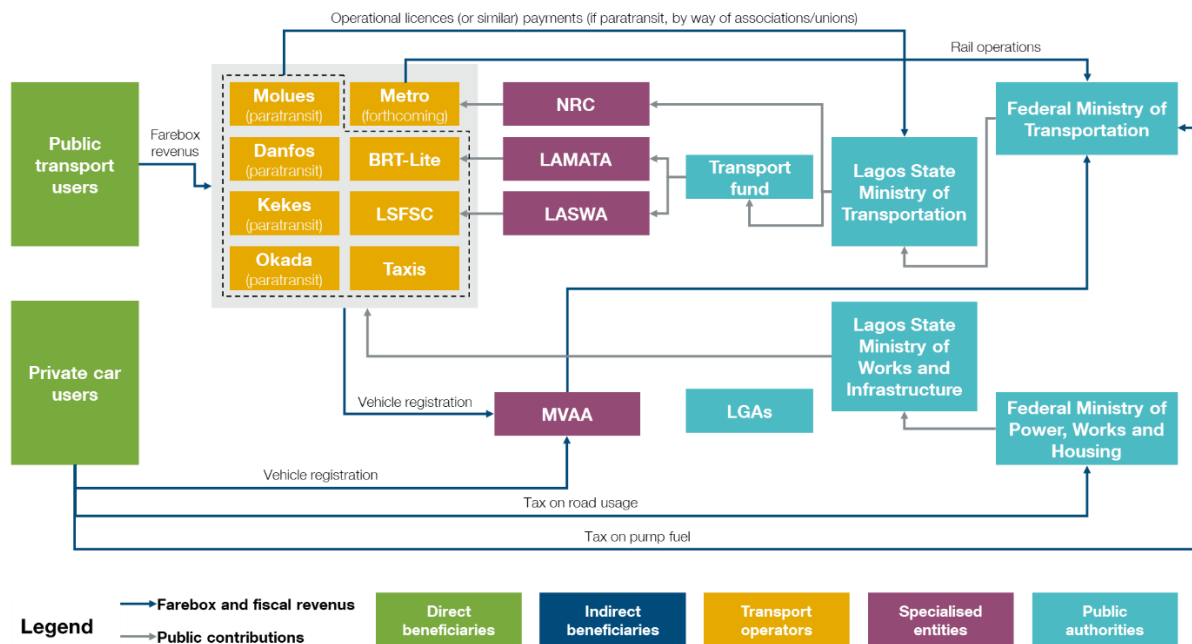 Operational licences (or similar) payments (if paratransit, by way of associations/unions)
Rail operations
Public
transport
users
Farebox
revenus
Molues
(paratransit)
Metro
(forthcoming)
Danfos
(paratransit)
BRT-Lite
Kekes
(paratransit)
LSFSC
Okada
(paratransit)
Taxis
NRC
LAMATA
LASWA
Transport
fund
Lagos State
Ministry of
Transportation
Federal Ministry of
Transportation
Private car
users
Vehicle registration
MVAA
LGAs
Lagos State
Ministry of
Works and
Infrastructure
Federal Ministry of
Power, Works and
Housing
Vehicle registration
Tax on road usage
Tax on pump fuel
Legend
Farebox and fiscal revenue
Public contributions
Direct
beneficiaries
Indirect
beneficiaries
Transport
operators
Specialised
entities
Public
authorities